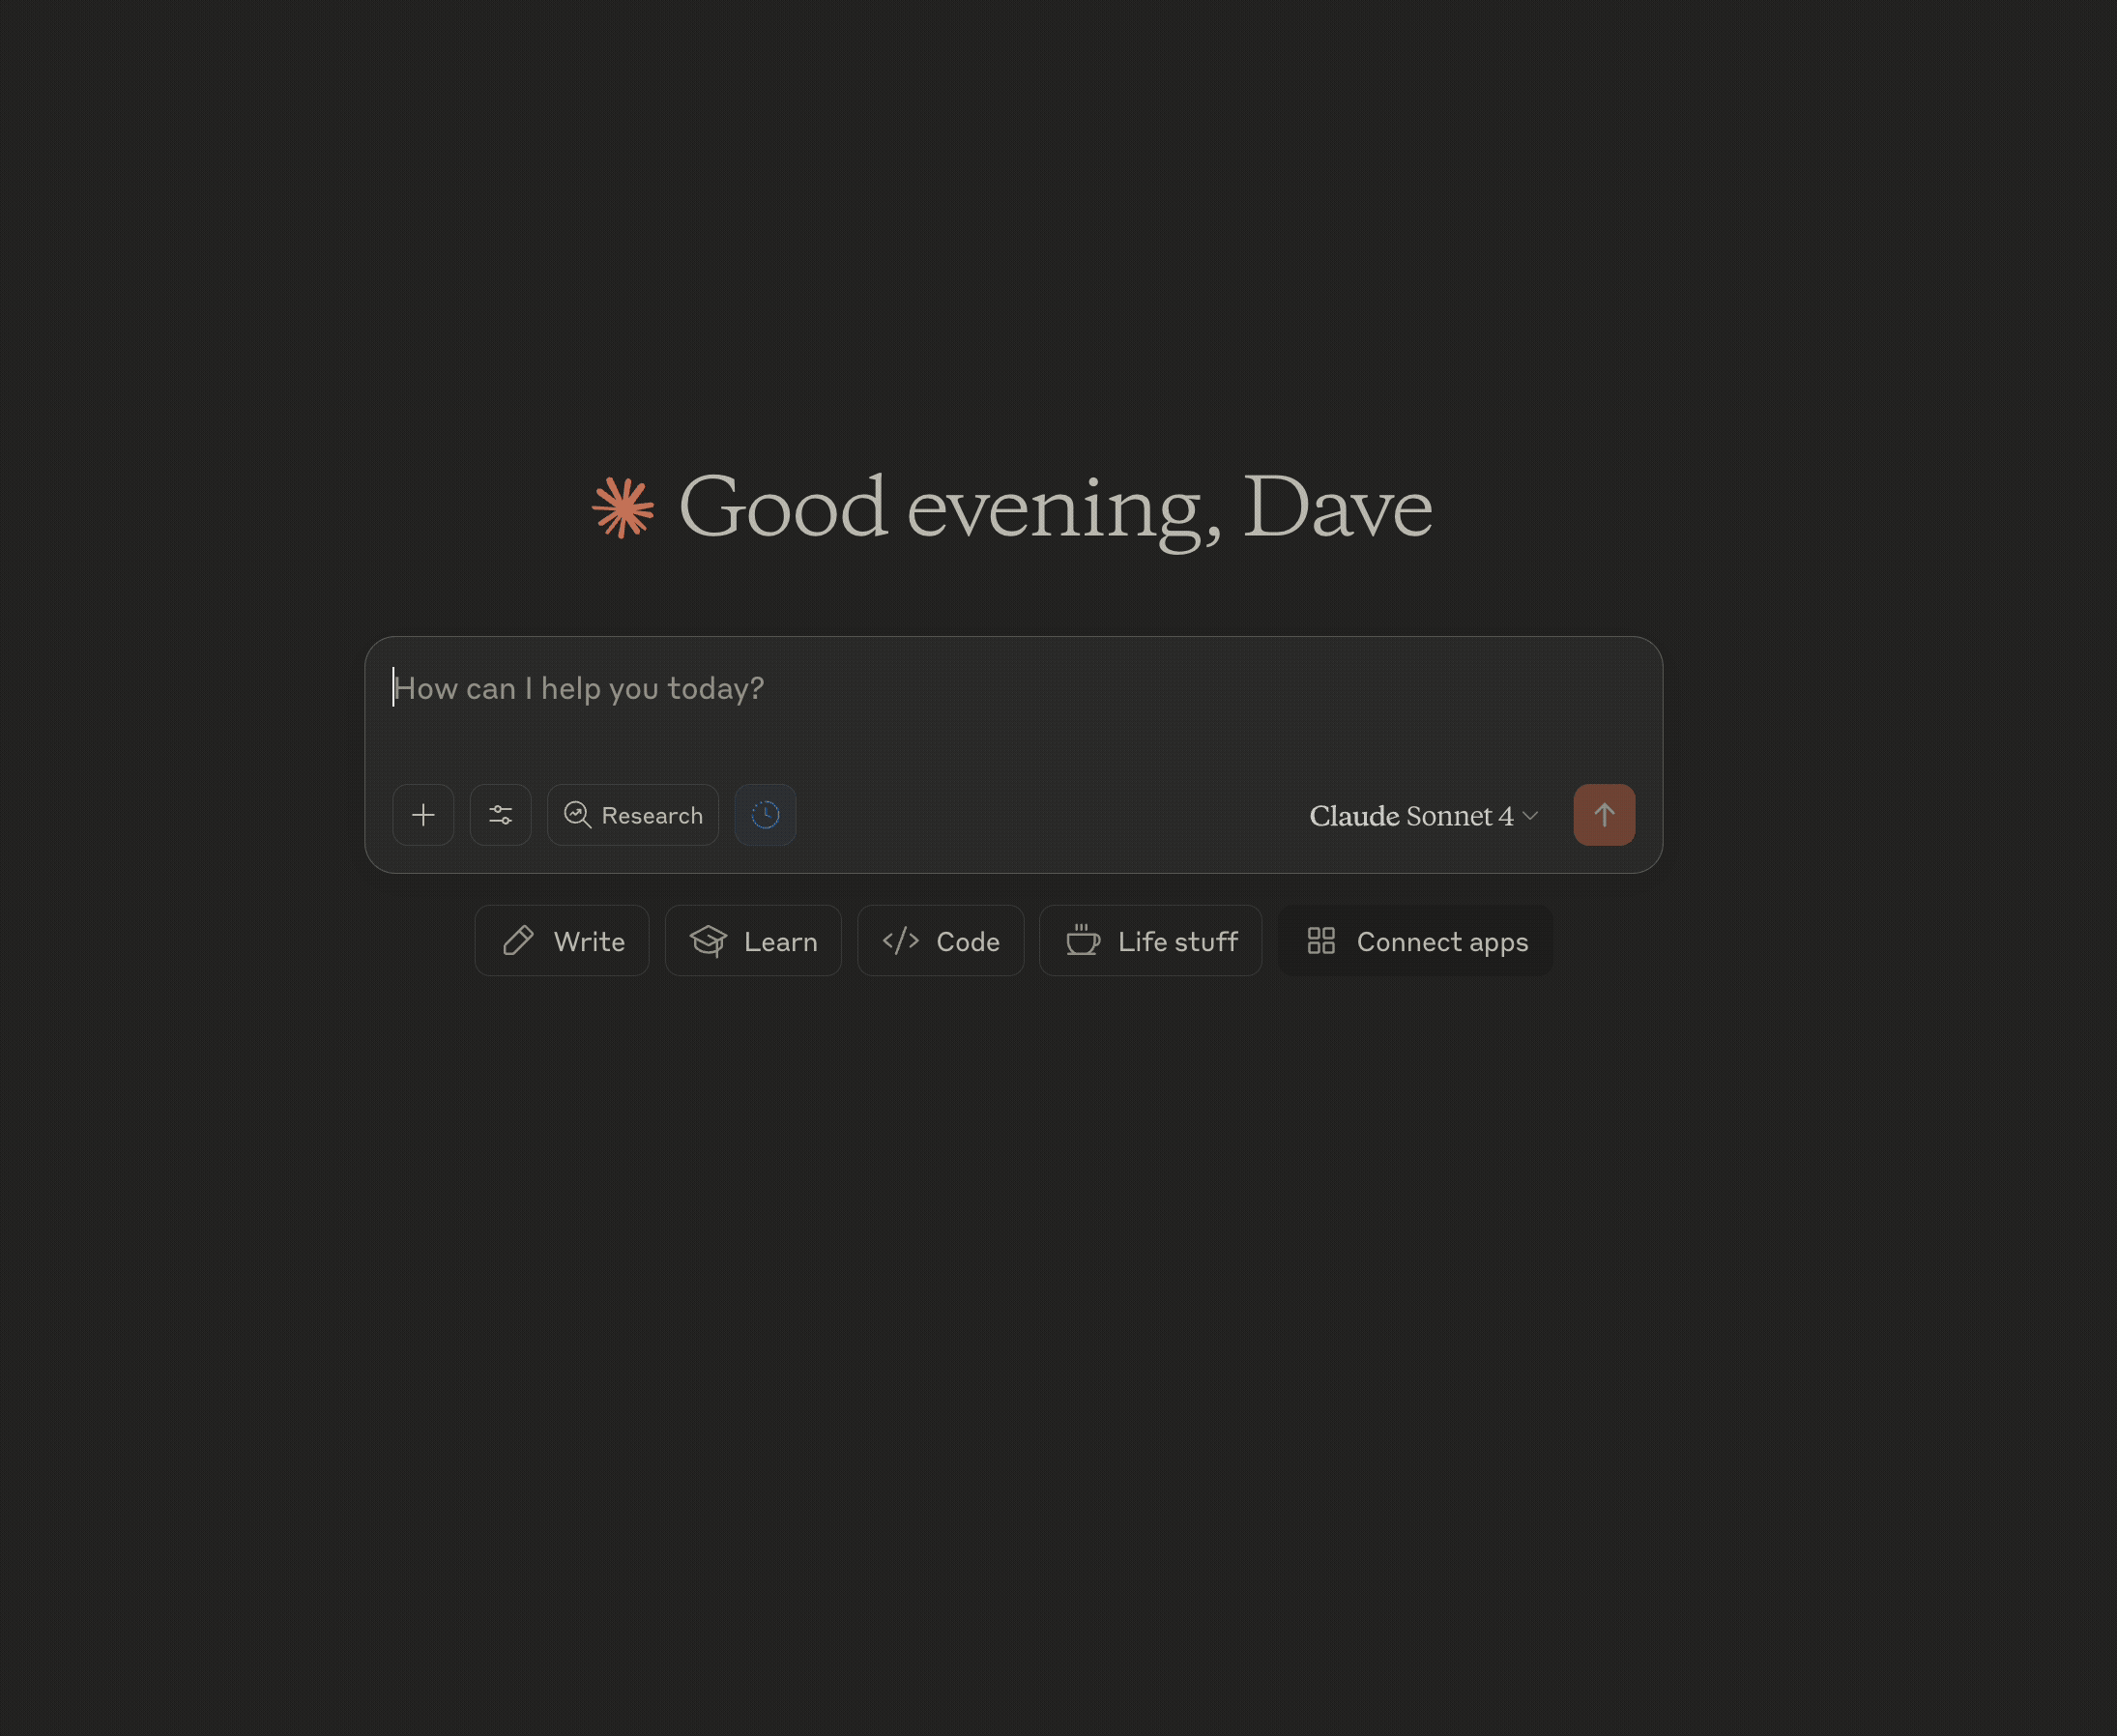 Good evening, Dave
How can I help you today?
Research
Claude Sonnet 4
Write
Learn
Code
Life stuff
Connect apps